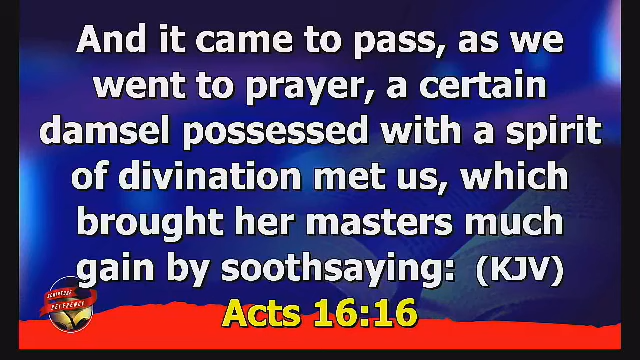 And it came to pass, as we
went to prayer, a certain
damsel possessed with a spirit
of divination met us, which
brought her masters much
gain by soothsaying: (KJV)
Acts 16:16
REFERENCE